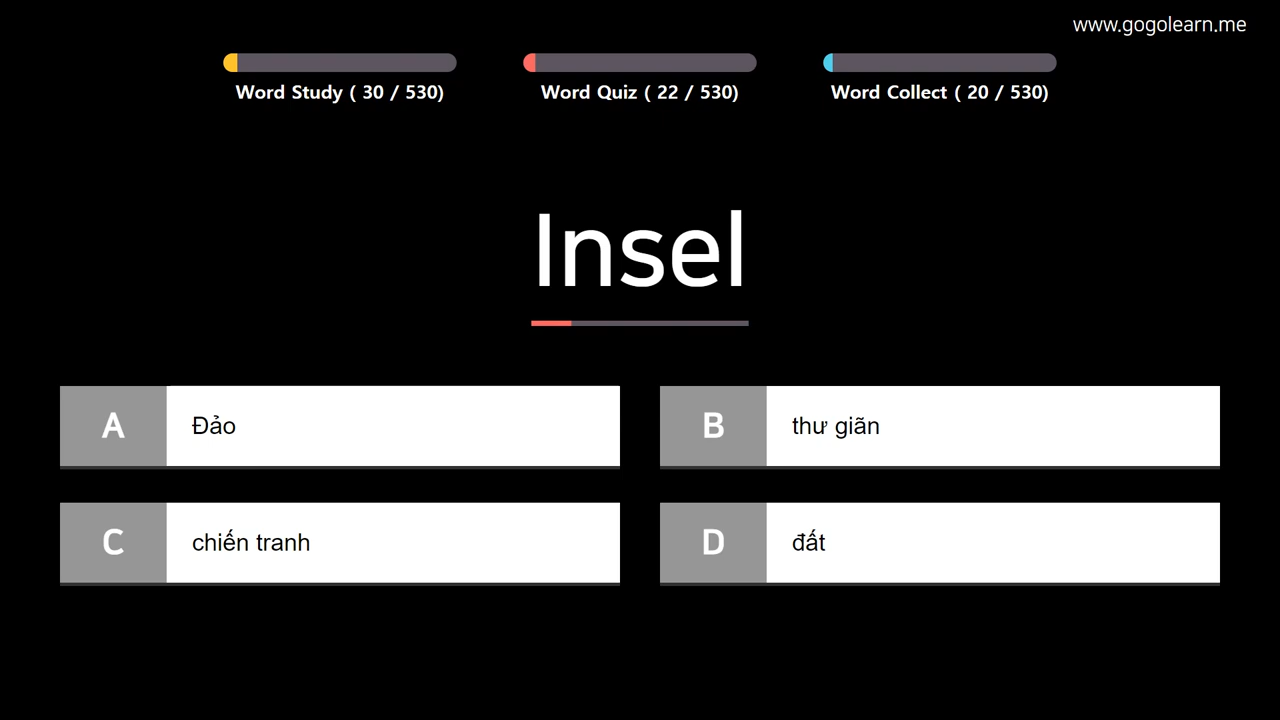 www.gogolearn.me
Word Study ( 30 / 530)
Word Quiz ( 22 / 530)
Word Collect ( 20 / 530)
Insel
A
Đảo
B
thư giãn
C
chiến tranh
D
đất